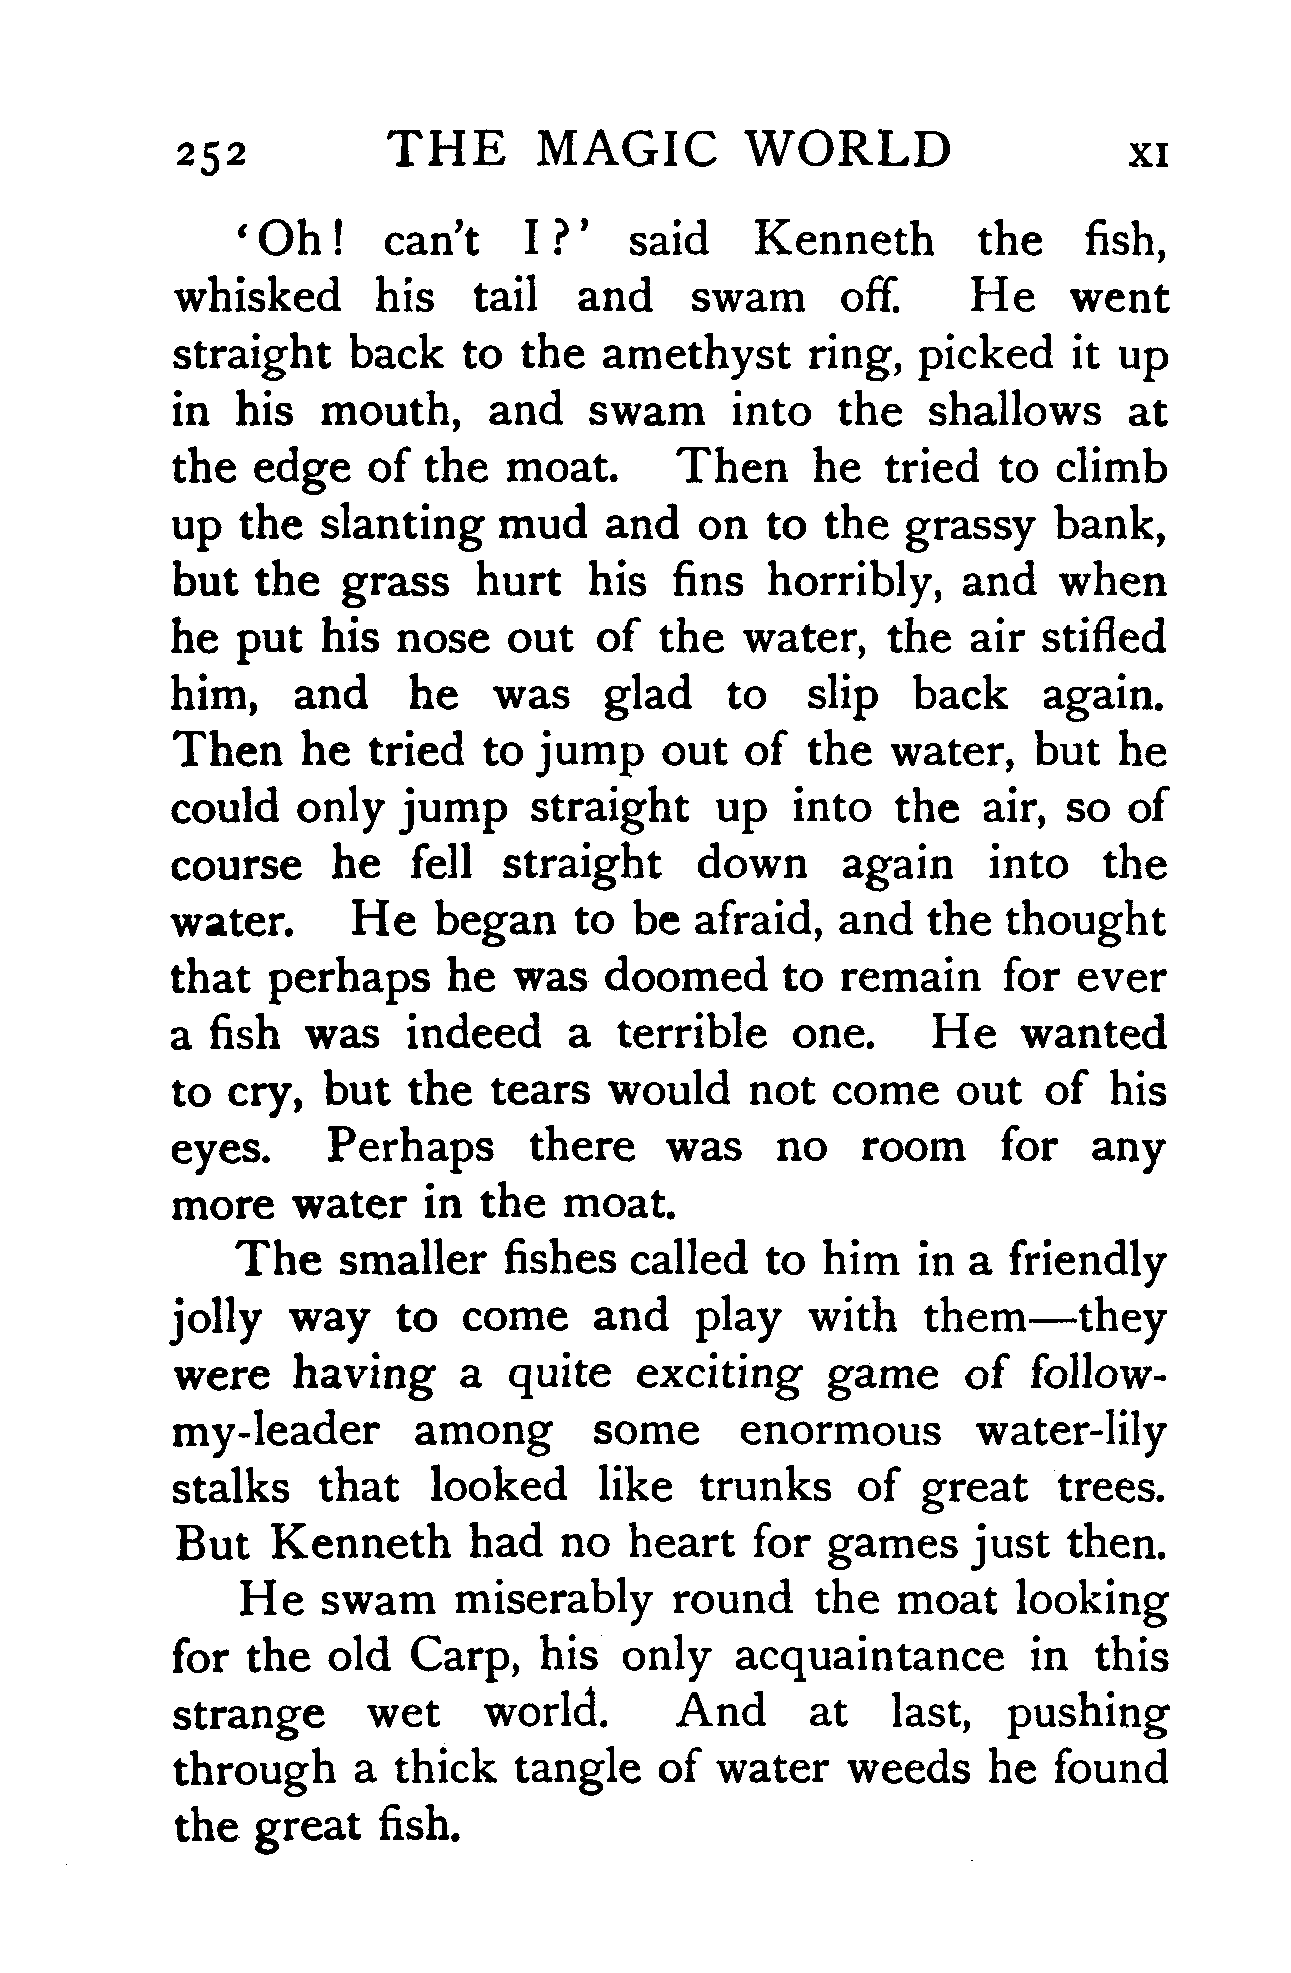 252 THE MAGIC WORLD XI
‘Oh! can't I?’ said Kenneth the fish,
whisked his tail and swam off. He went
straight back to the amethyst ring, picked it up
in his mouth, and swam into the shallows at
the edge of the moat. Then he tried to climb
up the slanting mud and on to the grassy bank,
but the grass hurt his fins horribly, and when
he put his nose out of the water, the air stifled
him, and he was glad to slip back again.
Then he tried to jump out of the water, but he
could only jump straight up into the air, so of
course he fell straight down again into the
water. He began to be afraid, and the thought
that perhaps he was doomed to remain for ever
a fish was indeed a terrible one. He wanted
to cry, but the tears would not come out of his
eyes. Perhaps there was no room for any
more water in the moat.
The smaller fishes called to him in a friendly
jolly way to come and play with them—they
were having a quite exciting game of follow-
my-leader among some enormous water-lily
stalks that looked like trunks of great trees.
But Kenneth had no heart for games just then.
He swam miserably round the moat looking
for the old Carp, his only acquaintance in this
strange wet world. And at last, pushing
through a thick tangle of water weeds he found
the great fish.